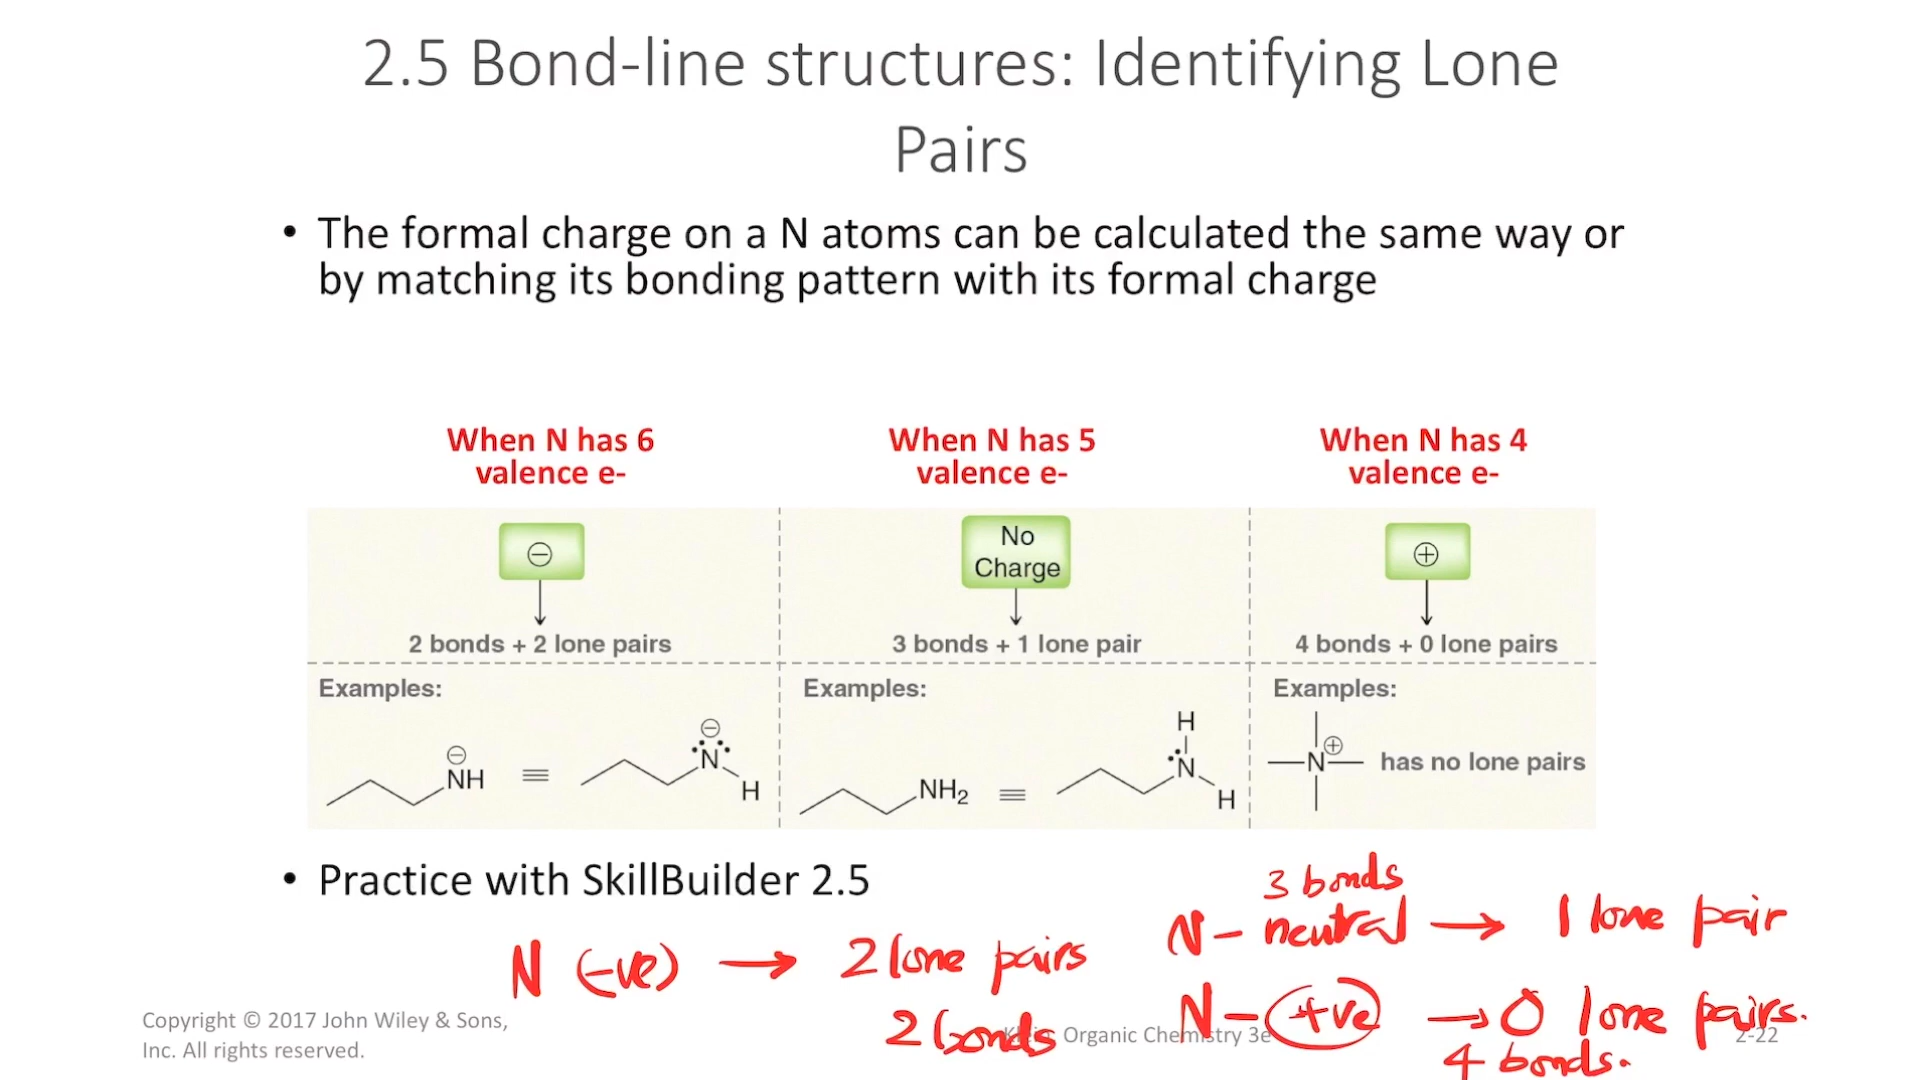 2.5 Bond-line structures: Identifying Lone
Pairs
• The formal charge on a N atoms can be calculated the same way or
by matching its bonding pattern with its formal charge
When N has 6
valence e-
When N has 5
valence e-
When N has 4
valence e-
⊖
No
Charge
⊕
2 bonds + 2 lone pairs
3 bonds + 1 lone pair
4 bonds + 0 lone pairs
Examples:
⊖
NH
≡
⊖
N
H
Examples:
NH₂
≡
H
N
H
Examples:
N⊕
has no lone pairs
• Practice with SkillBuilder 2.5
N (-ve) → 2 lone pairs
2 bonds
3 bonds
N - neutral → 1 lone pair
N - (+ve) → 0 lone pairs.
4 bonds.
Copyright © 2017 John Wiley & Sons,
Inc. All rights reserved.
Organic Chemistry 3e
2-22